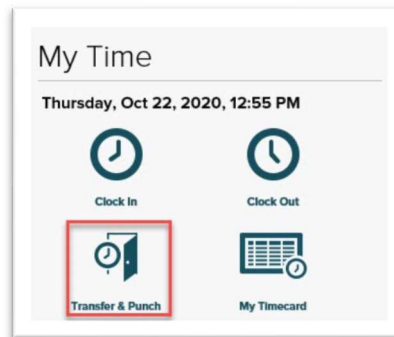 My Time
Thursday, Oct 22, 2020, 12:55 PM
Clock In
Clock Out
Transfer & Punch
My Timecard